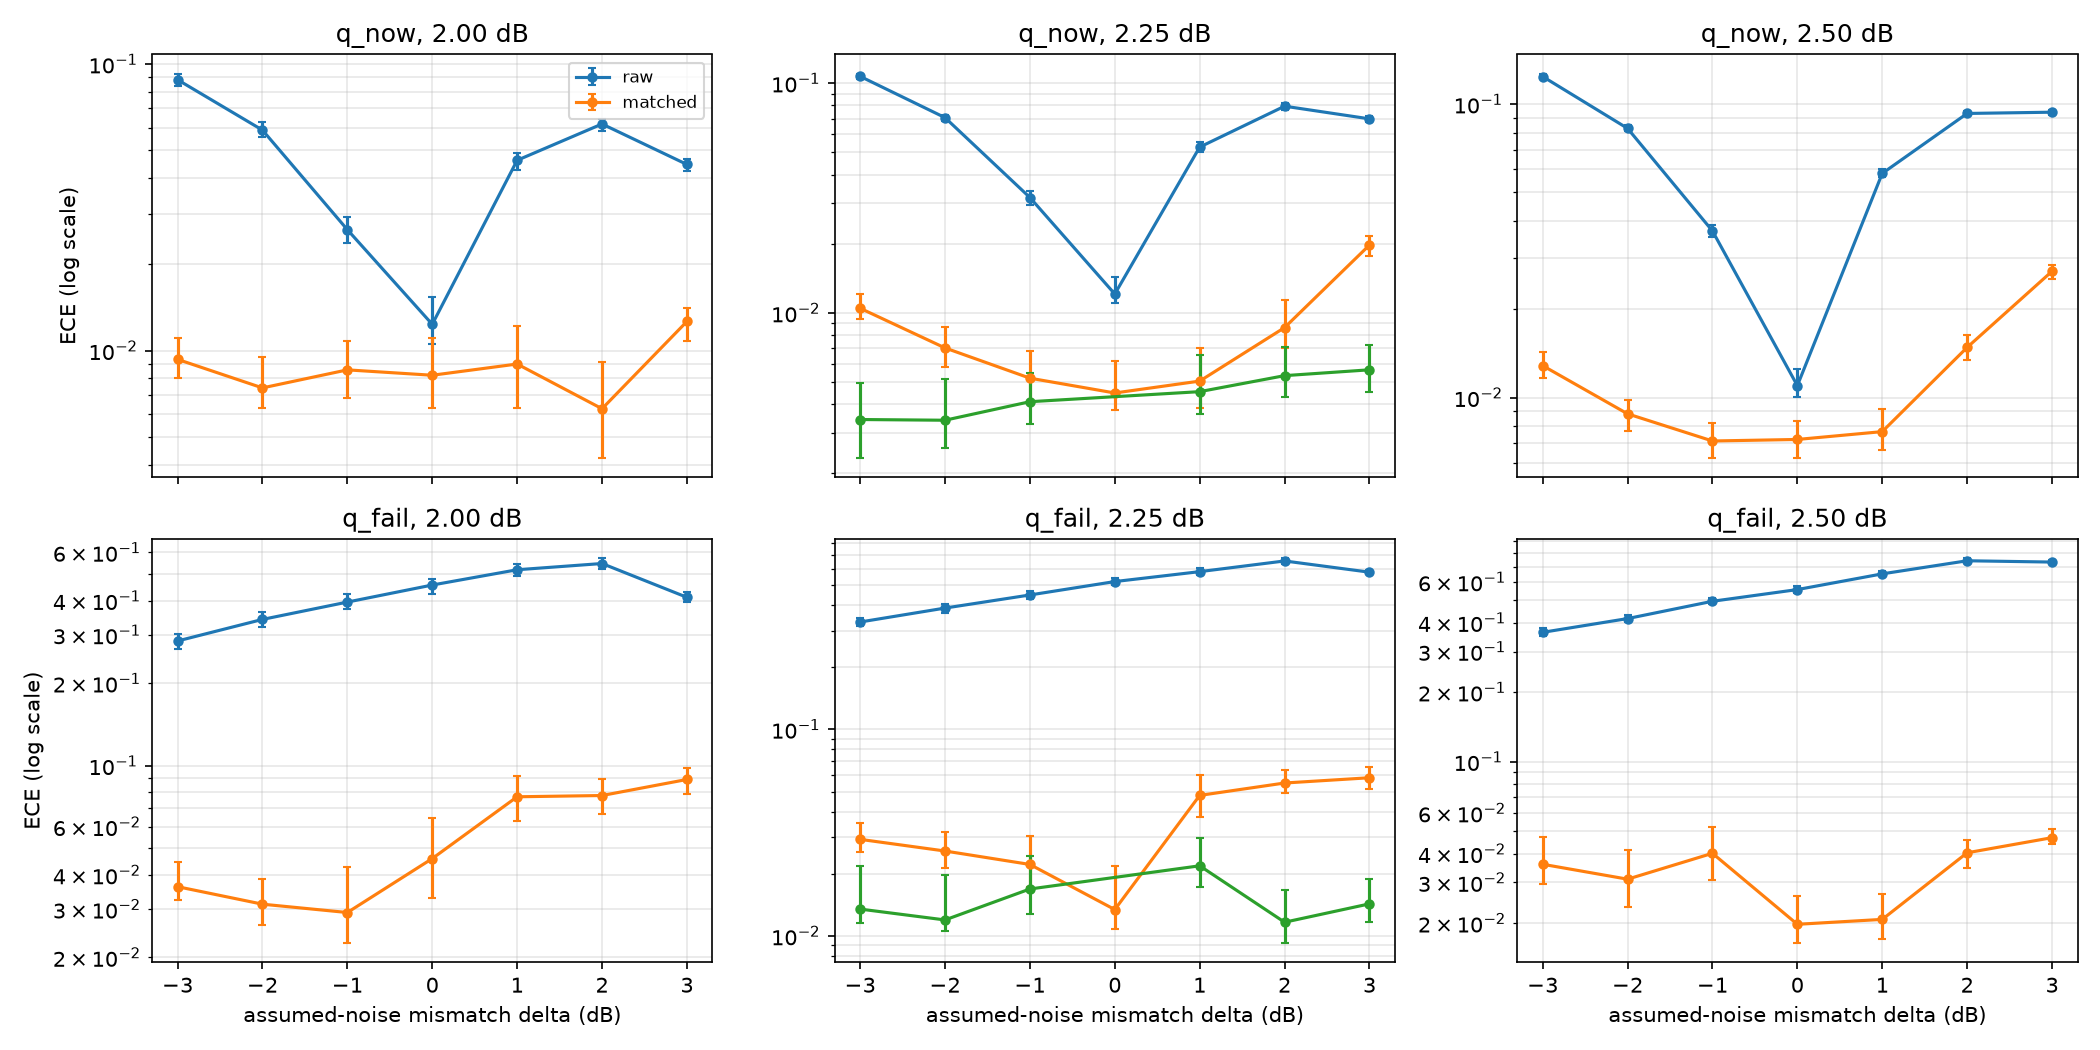 q_now, 2.00 dB
q_now, 2.25 dB
q_now, 2.50 dB
ECE (log scale)
10⁻¹
10⁻²
raw
matched
10⁻¹
10⁻²
10⁻¹
10⁻²
q_fail, 2.00 dB
q_fail, 2.25 dB
q_fail, 2.50 dB
ECE (log scale)
6 × 10⁻¹
4 × 10⁻¹
3 × 10⁻¹
2 × 10⁻¹
10⁻¹
6 × 10⁻²
4 × 10⁻²
3 × 10⁻²
2 × 10⁻²
−3 −2 −1 0 1 2 3
assumed-noise mismatch delta (dB)
10⁻¹
10⁻²
−3 −2 −1 0 1 2 3
assumed-noise mismatch delta (dB)
6 × 10⁻¹
4 × 10⁻¹
3 × 10⁻¹
2 × 10⁻¹
10⁻¹
6 × 10⁻²
4 × 10⁻²
3 × 10⁻²
2 × 10⁻²
−3 −2 −1 0 1 2 3
assumed-noise mismatch delta (dB)